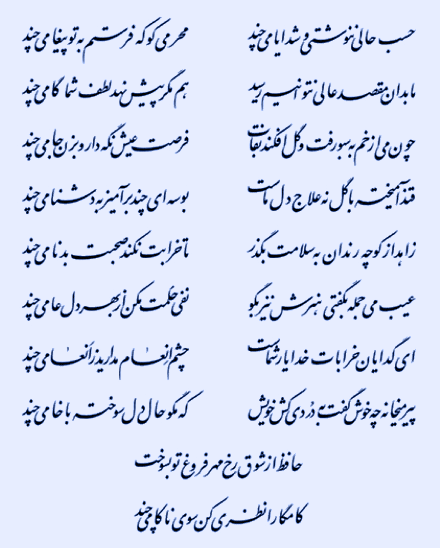 حسب حالی ننوشتی و شد ایامی چند محرمی کو که فرستم به تو پیغامی چند
ما بدان مقصد عالی نتوانیم رسید هم مگر پیش نهد لطف شما گامی چند
چون می از خم به سبو رفت و گل افکند نقاب فرصت عیش نگه دار و بزن جامی چند
قند آمیخته با گل نه علاج دل ماست بوسه‌ای چند برآمیز به دشنامی چند
زاهد از کوچه رندان به سلامت بگذر تا خرابت نکند صحبت بدنامی چند
عیب می جمله بگفتی هنرش نیز بگو نفی حکمت مکن از بهر دل عامی چند
ای گدایان خرابات خدا یار شماست چشم انعام مدارید ز انعامی چند
پیر میخانه چه خوش گفت به دردی کش خویش که مگو حال دل سوخته با خامی چند
حافظ از شوق رخ مهر فروغ تو بسوخت
کامگارا نظری کن سوی ناکامی چند